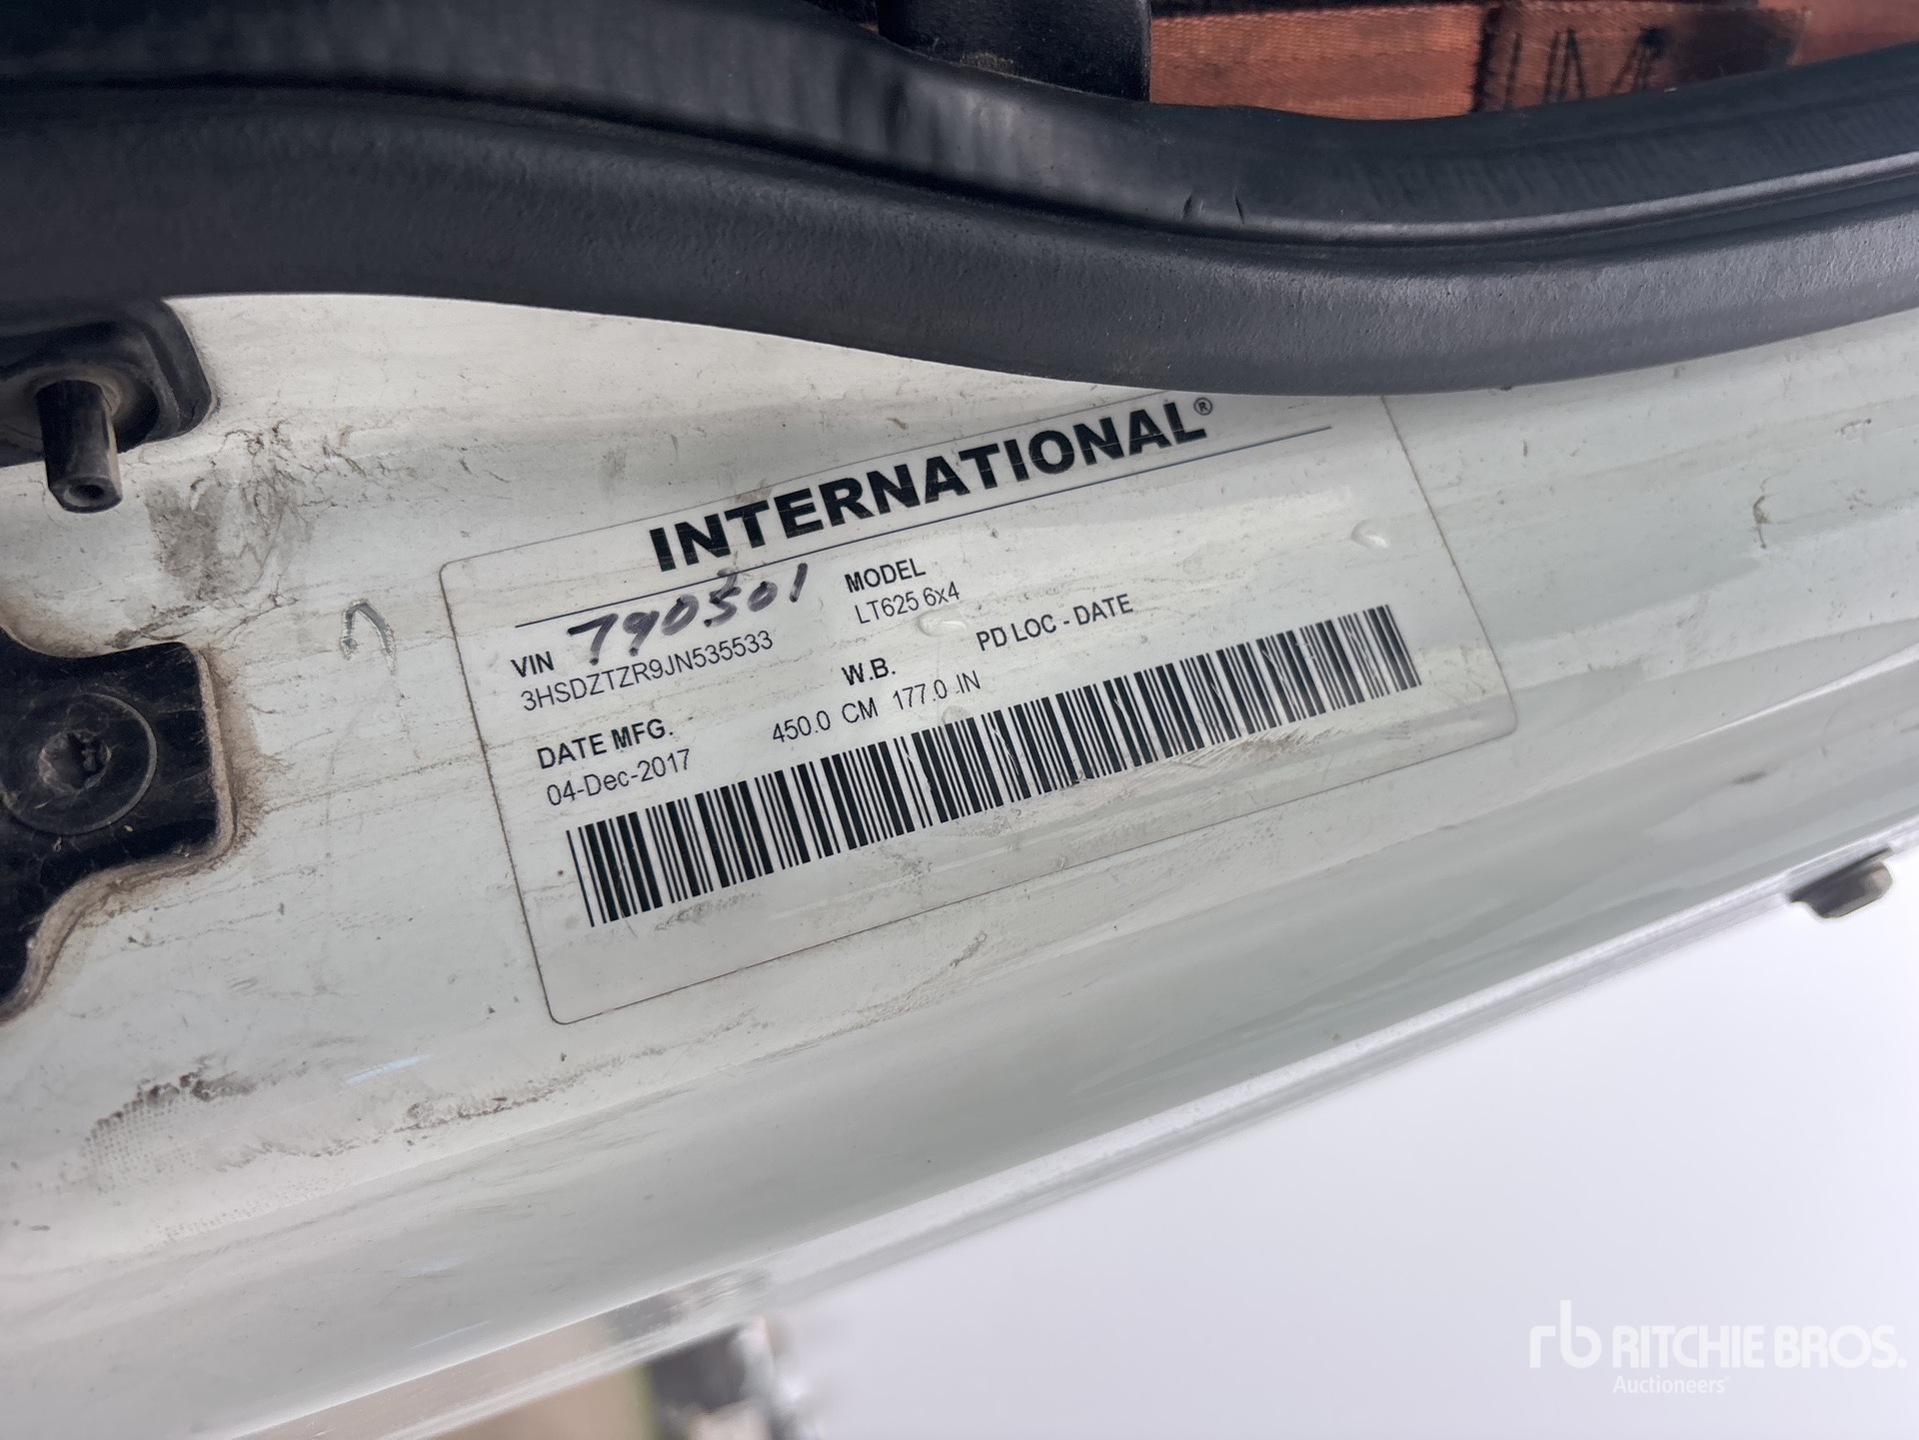 INTERNATIONAL®
790501
VIN
3HSDZTZR9JN535533
MODEL
LT625 6x4
DATE MFG.
04-Dec-2017
W.B.
450.0 CM 177.0 IN
PD LOC - DATE
rb RITCHIE BROS.
Auctioneers